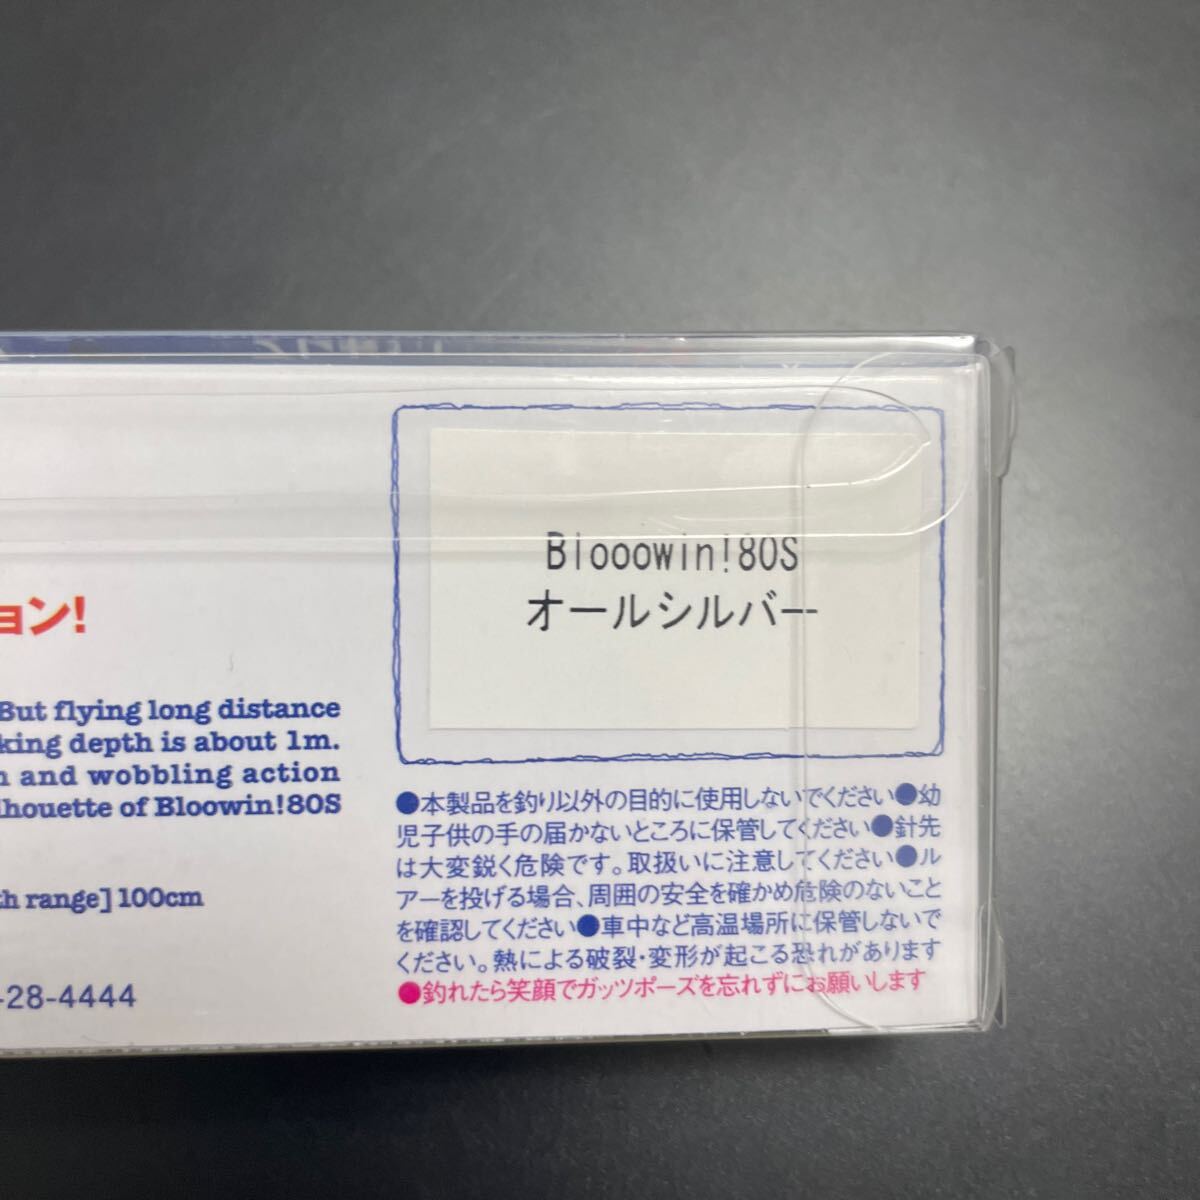 ョン!
But flying long distance
king depth is about 1m.
n and wobbling action
lhouette of Bloowin!80S
th range] 100cm
-28-4444
Blooowin!80S
オールシルバー
●本製品を釣り以外の目的に使用しないでください●幼
児子供の手の届かないところに保管してください●針先
は大変鋭く危険です。取扱いに注意してください●ル
アーを投げる場合、周囲の安全を確かめ危険のないこと
を確認してください●車中など高温場所に保管しないで
ください。熱による破裂・変形が起こる恐れがあります
●釣れたら笑顔でガッツポーズを忘れずにお願いします